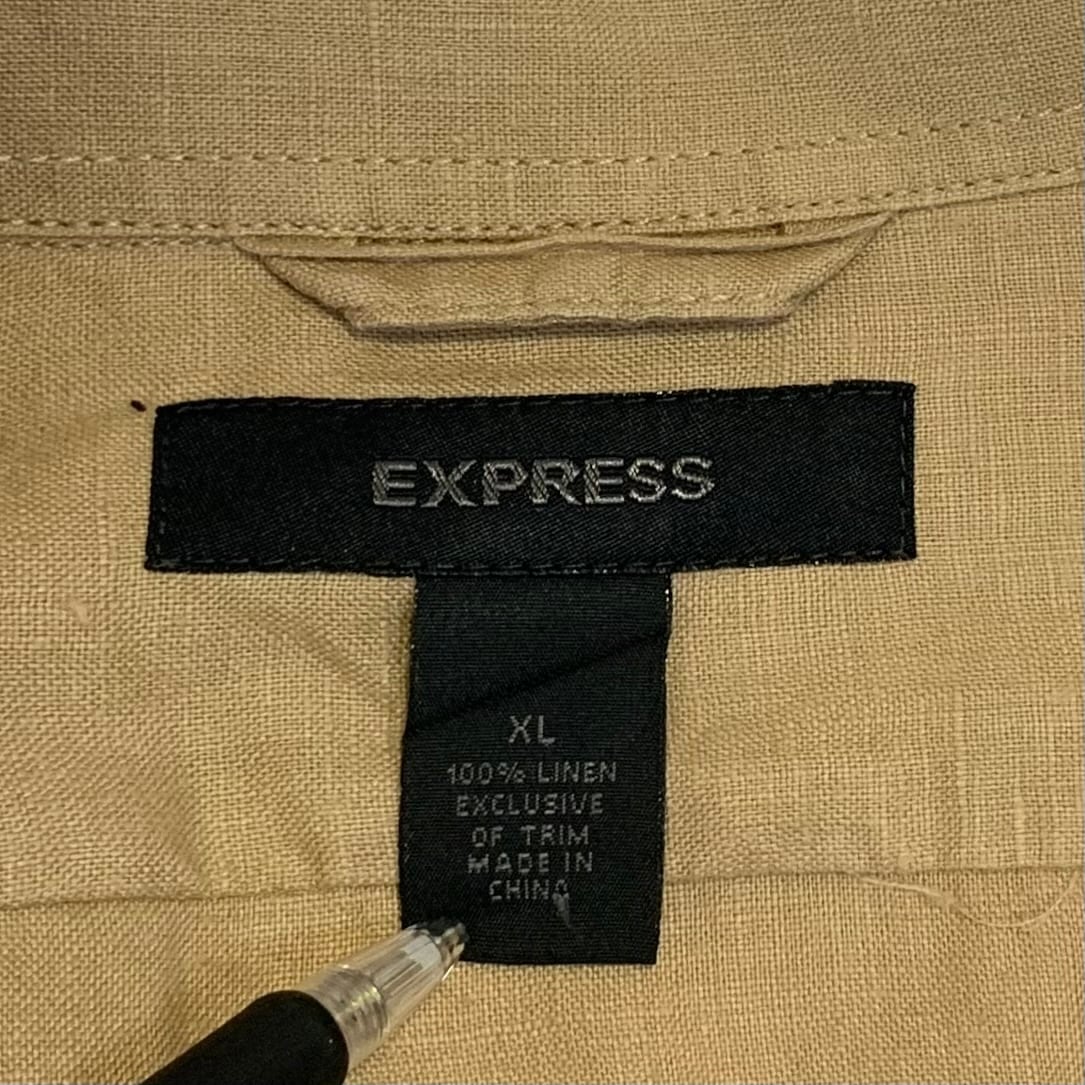 EXPRESS
XL
100% LINEN
EXCLUSIVE
OF TRIM
MADE IN
CHINA